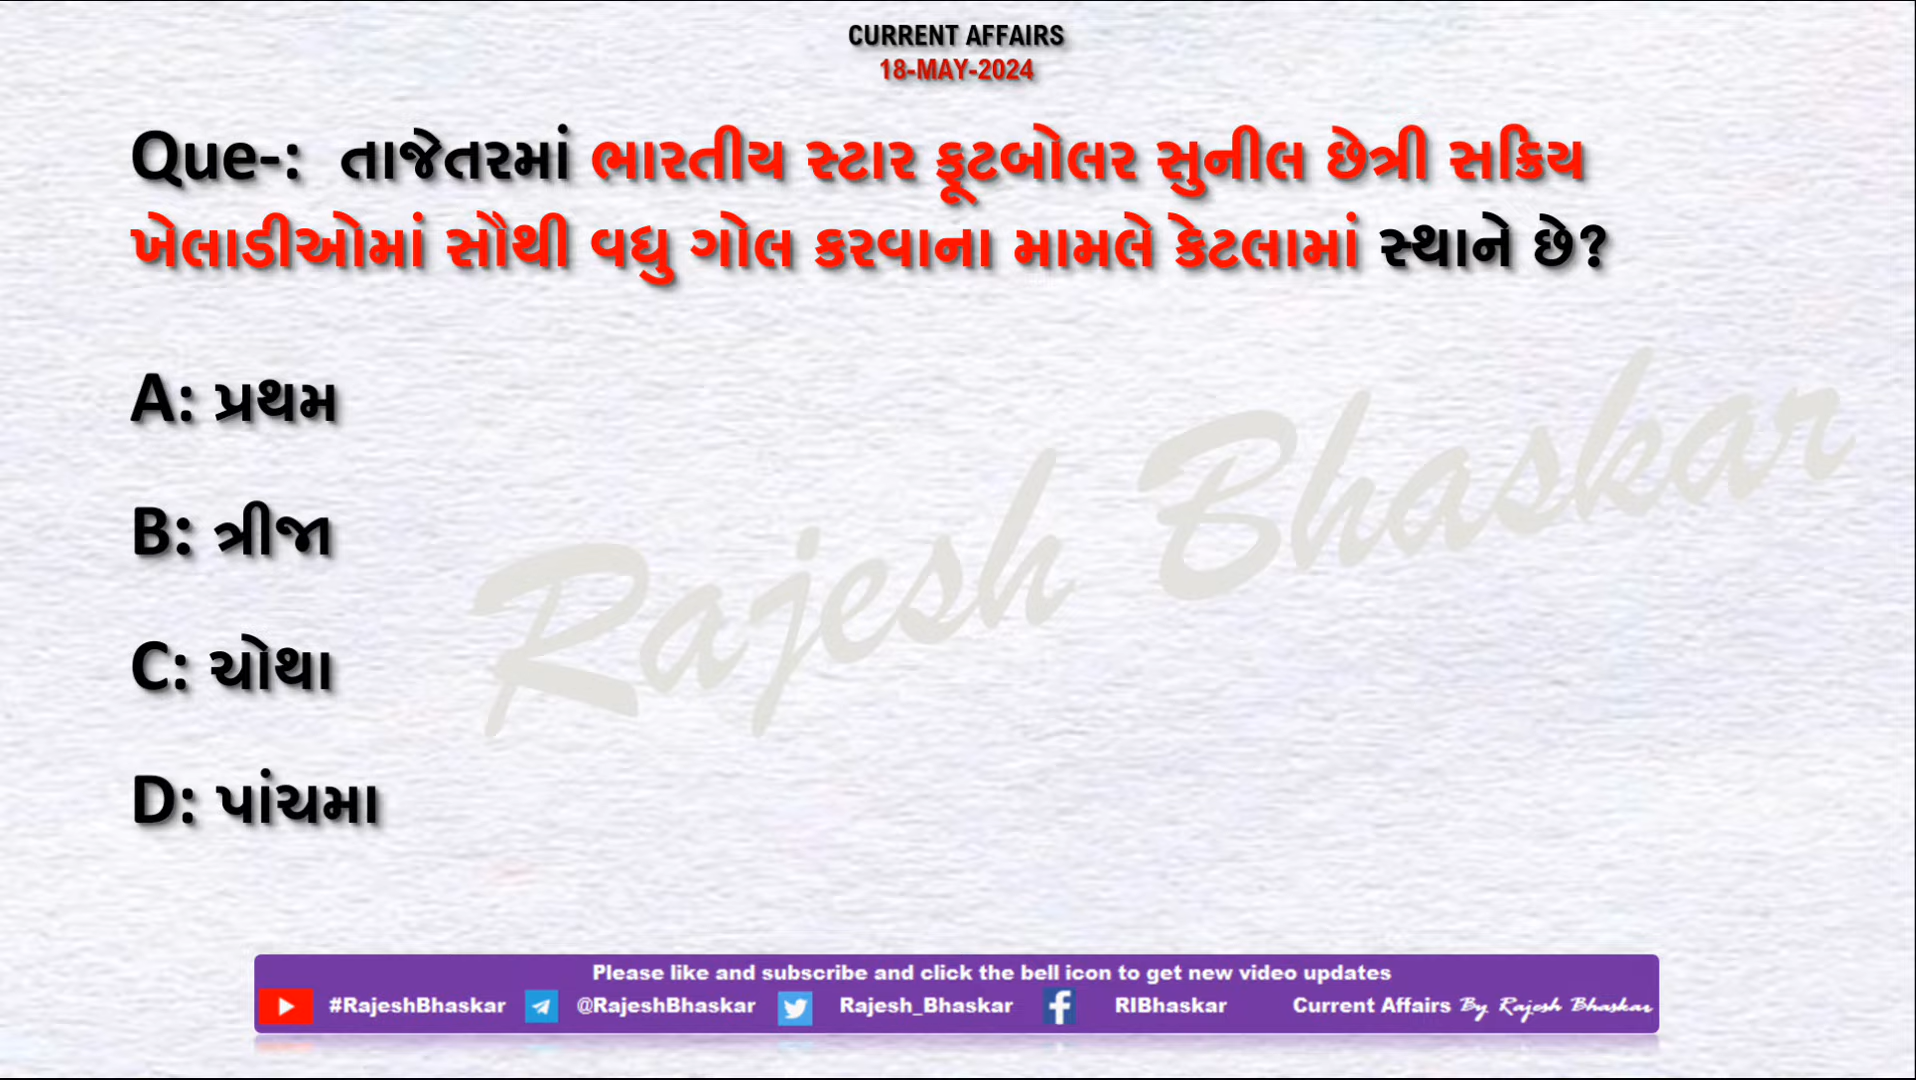 CURRENT AFFAIRS
18-MAY-2024
Que-: તાજેતરમાં ભારતીય સ્ટાર ફૂટબોલર સુનીલ છેત્રી સક્રિય
ખેલાડીઓમાં સૌથી વધુ ગોલ કરવાના મામલે કેટલામાં સ્થાને છે?
A: પ્રથમ
B: ત્રીજા
C: ચોથા
D: પાંચમા
Rajesh Bhaskar
Please like and subscribe and click the bell icon to get new video updates
#RajeshBhaskar @RajeshBhaskar Rajesh_Bhaskar RIBhaskar Current Affairs By Rajesh Bhaskar